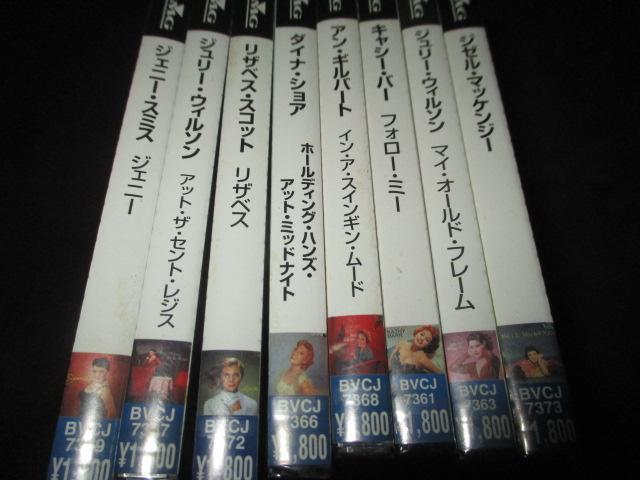 ジェニー・スミス ジェニー
ジュリー・ウィルソン アット・ザ・セント・レジス
BVCJ
リザベス・スコット リザベス
BVCJ
ダイナ・ショア ホールディング・ハンズ・
アット・ミッドナイト
BVCJ
7366
アン・ギルバート イン・ア・スインギン・ムード
BVCJ
7368
¥1,800
キャシー・バー フォロー・ミー
BVCJ
7361
ジュリー・ウィルソン マイ・オールド・フレーム
BVCJ
7363
ジゼル・マッケンジー
BVCJ
7373